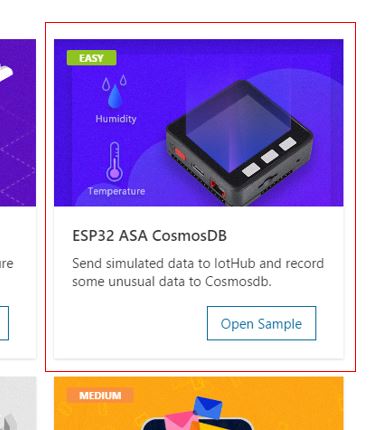 EASY
Humidity
Temperature
ESP32 ASA CosmosDB
Send simulated data to IotHub and record
ure
some unusual data to Cosmosdb.
Open Sample
MEDIUM